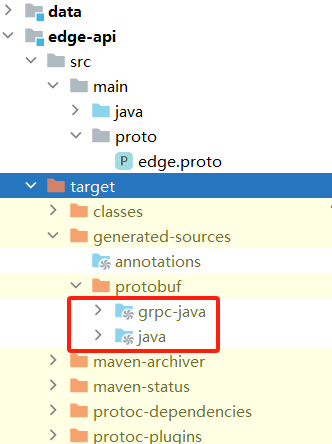 data
edge-api
src
main
java
proto
edge.proto
target
classes
generated-sources
annotations
protobuf
grpc-java
java
maven-archiver
maven-status
protoc-dependencies
protoc-plugins